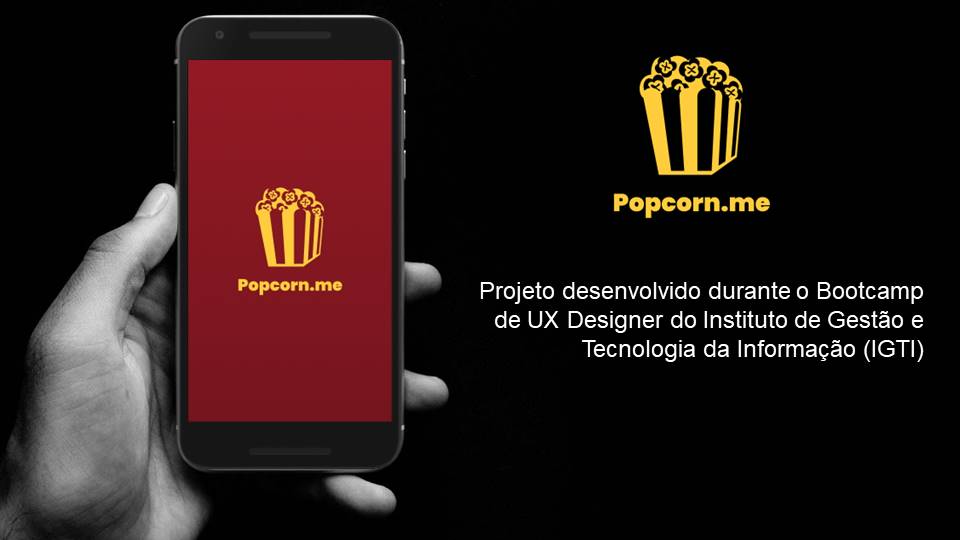 Popcorn.me
Popcorn.me
Projeto desenvolvido durante o Bootcamp
de UX Designer do Instituto de Gestão e
Tecnologia da Informação (IGTI)